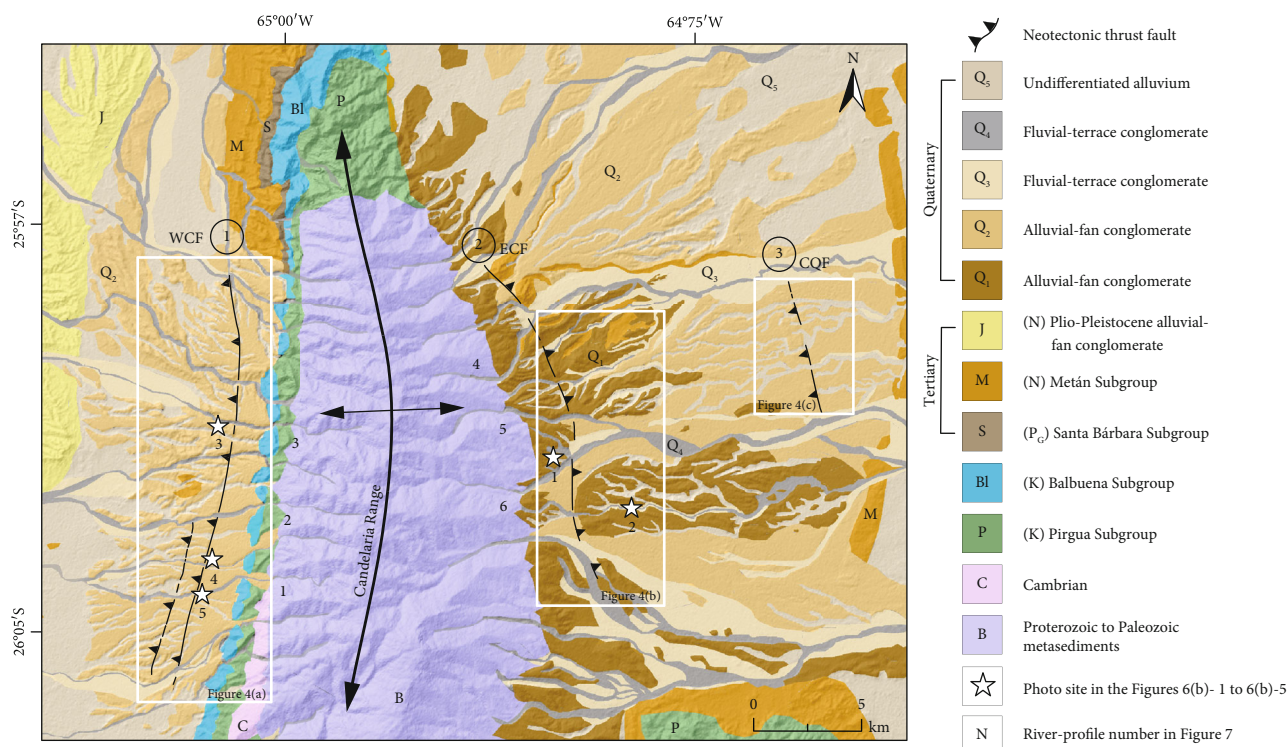 65°00′W
64°75′W
25°57′W
26°05′W
N
J
M
S
Bl
P
Q5
Q2
WCF
1
2
ECF
3
CQF
Q2
Q3
Q1
4
Figure 4(c)
3
3
5
Q4
1
2
6
2
M
Candelaria Range
4
5
1
Figure 4(b)
Figure 4(a)
B
C
P
0 5
km
Neotectonic thrust fault
Quaternary
Q5 Undifferentiated alluvium
Q4 Fluvial-terrace conglomerate
Q3 Fluvial-terrace conglomerate
Q2 Alluvial-fan conglomerate
Q1 Alluvial-fan conglomerate
Tertiary
J (N) Plio-Pleistocene alluvial-
fan conglomerate
M (N) Metán Subgroup
S (PG) Santa Bárbara Subgroup
Bl (K) Balbuena Subgroup
P (K) Pirgua Subgroup
C Cambrian
B Proterozoic to Paleozoic
metasediments
Photo site in the Figures 6(b)- 1 to 6(b)-5
N River-profile number in Figure 7